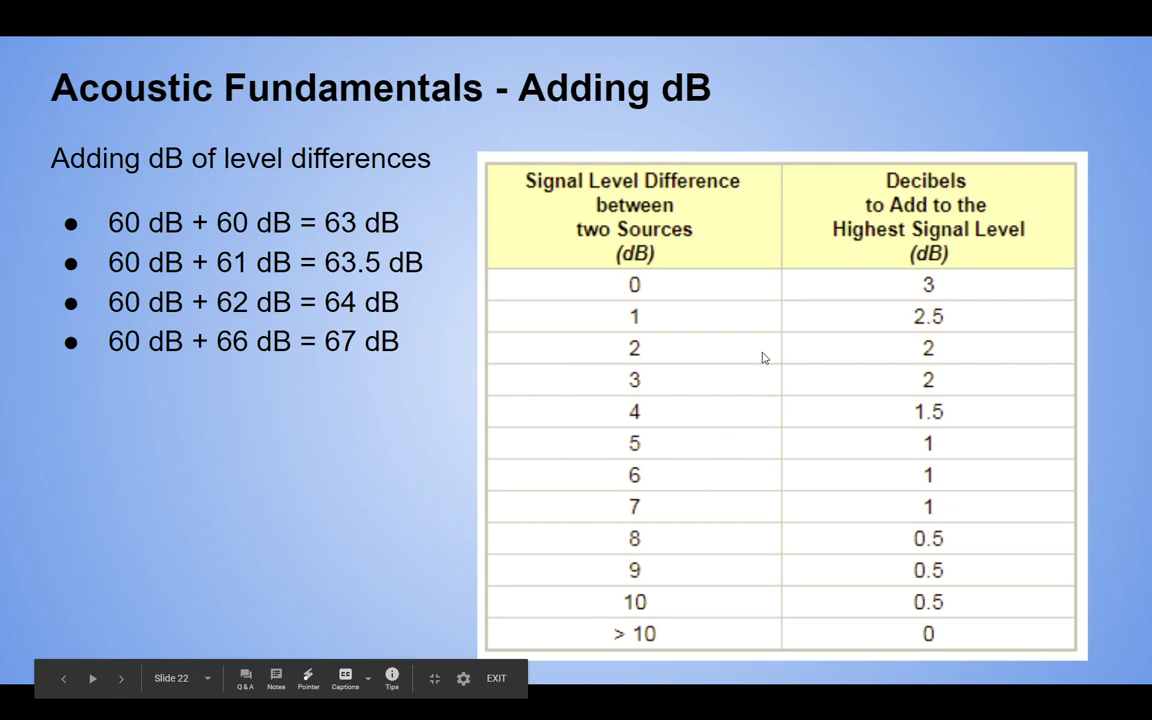 Acoustic Fundamentals - Adding dB
Adding dB of level differences
● 60 dB + 60 dB = 63 dB
● 60 dB + 61 dB = 63.5 dB
● 60 dB + 62 dB = 64 dB
● 60 dB + 66 dB = 67 dB
Signal Level Difference
between
two Sources
(dB)
Decibels
to Add to the
Highest Signal Level
(dB)
0 3
1 2.5
2 2
3 2
4 1.5
5 1
6 1
7 1
8 0.5
9 0.5
10 0.5
> 10 0
Slide 22
Q & A Notes Pointer Captions Tips
CC
EXIT